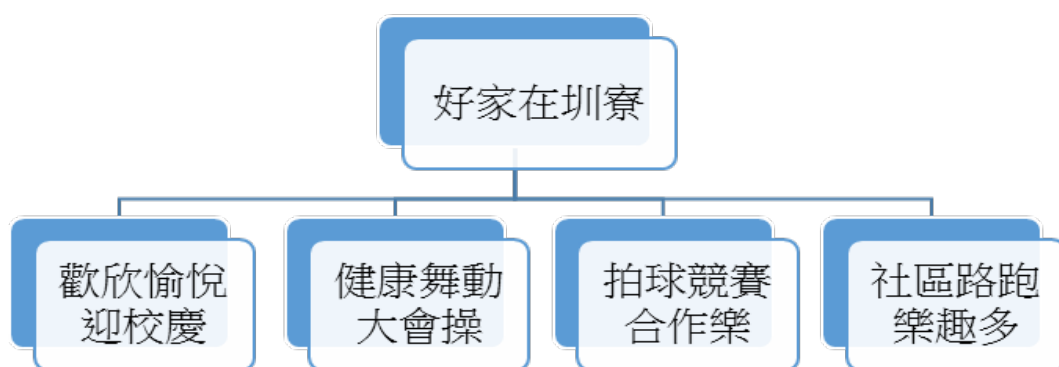 好家在圳寮
歡欣愉悅
迎校慶
健康舞動
大會操
拍球競賽
合作樂
社區路跑
樂趣多